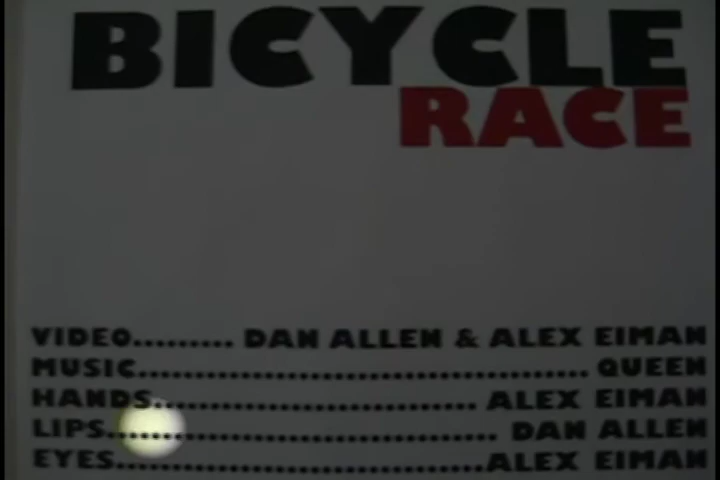 BICYCLE
RACE
VIDEO......... DAN ALLEN & ALEX EIMAN
MUSIC........................................ QUEEN
HANDS............................ ALEX EIMAN
LIPS.................................. DAN ALLEN
EYES................................ALEX EIMAN